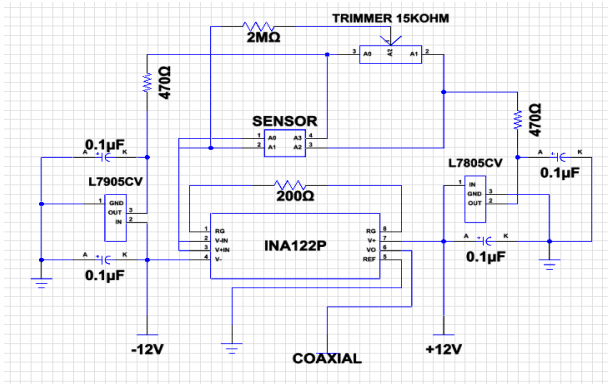 TRIMMER 15KOHM
2MΩ
3 A0 A2 A1 2
470Ω
470Ω
SENSOR
1 A0 A3 4
2 A1 A2 3
0.1µF
A + K
L7905CV
1 GND
OUT 3
IN 2
L7805CV
1 IN
GND 3
OUT 2
A + K
0.1µF
200Ω
1 RG RG 8
2 V-IN V+ 7
3 V+IN VO 6
4 V- REF 5
INA122P
A + K
0.1µF
A + K
0.1µF
-12V
COAXIAL
+12V